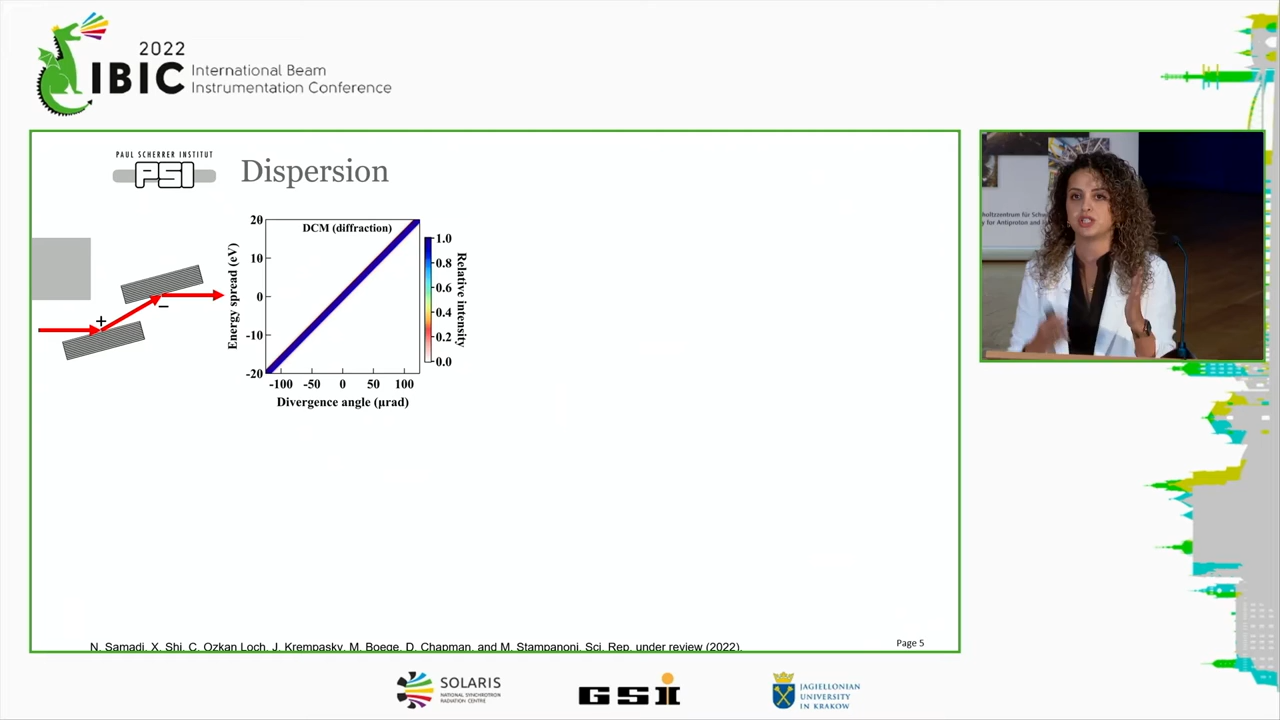 2022
IBIC
International Beam
Instrumentation Conference
PAUL SCHERRER INSTITUT
PSI
Dispersion
+
−
DCM (diffraction)
Energy spread (eV)
20
10
0
-10
-20
-100 -50 0 50 100
Divergence angle (µrad)
1.0
0.8
0.6
0.4
0.2
0.0
Relative intensity
N. Samadi, X. Shi, C. Ozkan Loch, J. Krempasky, M. Boege, D. Chapman, and M. Stampanoni, Sci. Rep. under review (2022).
Page 5
SOLARIS
NATIONAL SYNCHROTRON
RADIATION CENTRE
GSI
JAGIELLONIAN
UNIVERSITY
IN KRAKOW